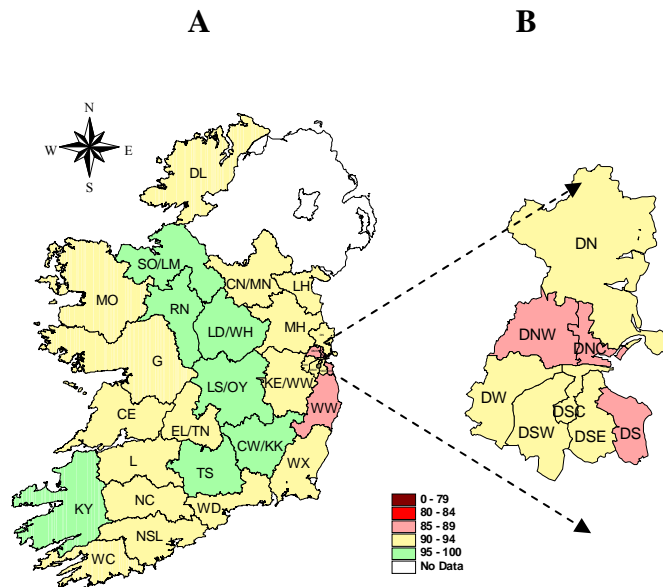 A
B
N
W E
S
DL
SO/LM
CN/MN
LH
MO
RN
LD/WH
MH
G
LS/OY
KE/WW
WW
CE
EL/TN
CW/KK
L
TS
WX
KY
NC
WD
NSL
WC
DN
DNW
DNC
DW
DSC
DSW
DSE
DS
0 - 79
80 - 84
85 - 89
90 - 94
95 - 100
No Data